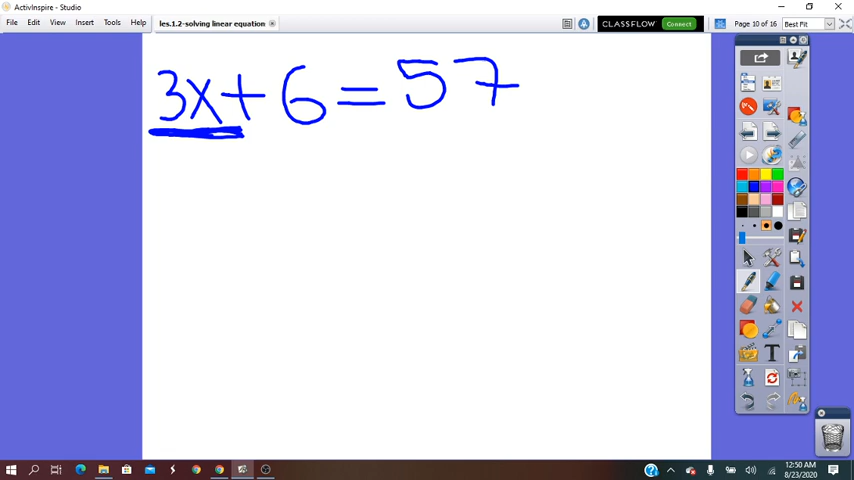 ActivInspire - Studio
File Edit View Insert Tools Help
les.1.2-solving linear equation
CLASSFLOW Connect
Page 10 of 16
Best Fit
3x + 6 = 57
T
12:50 AM
8/23/2020